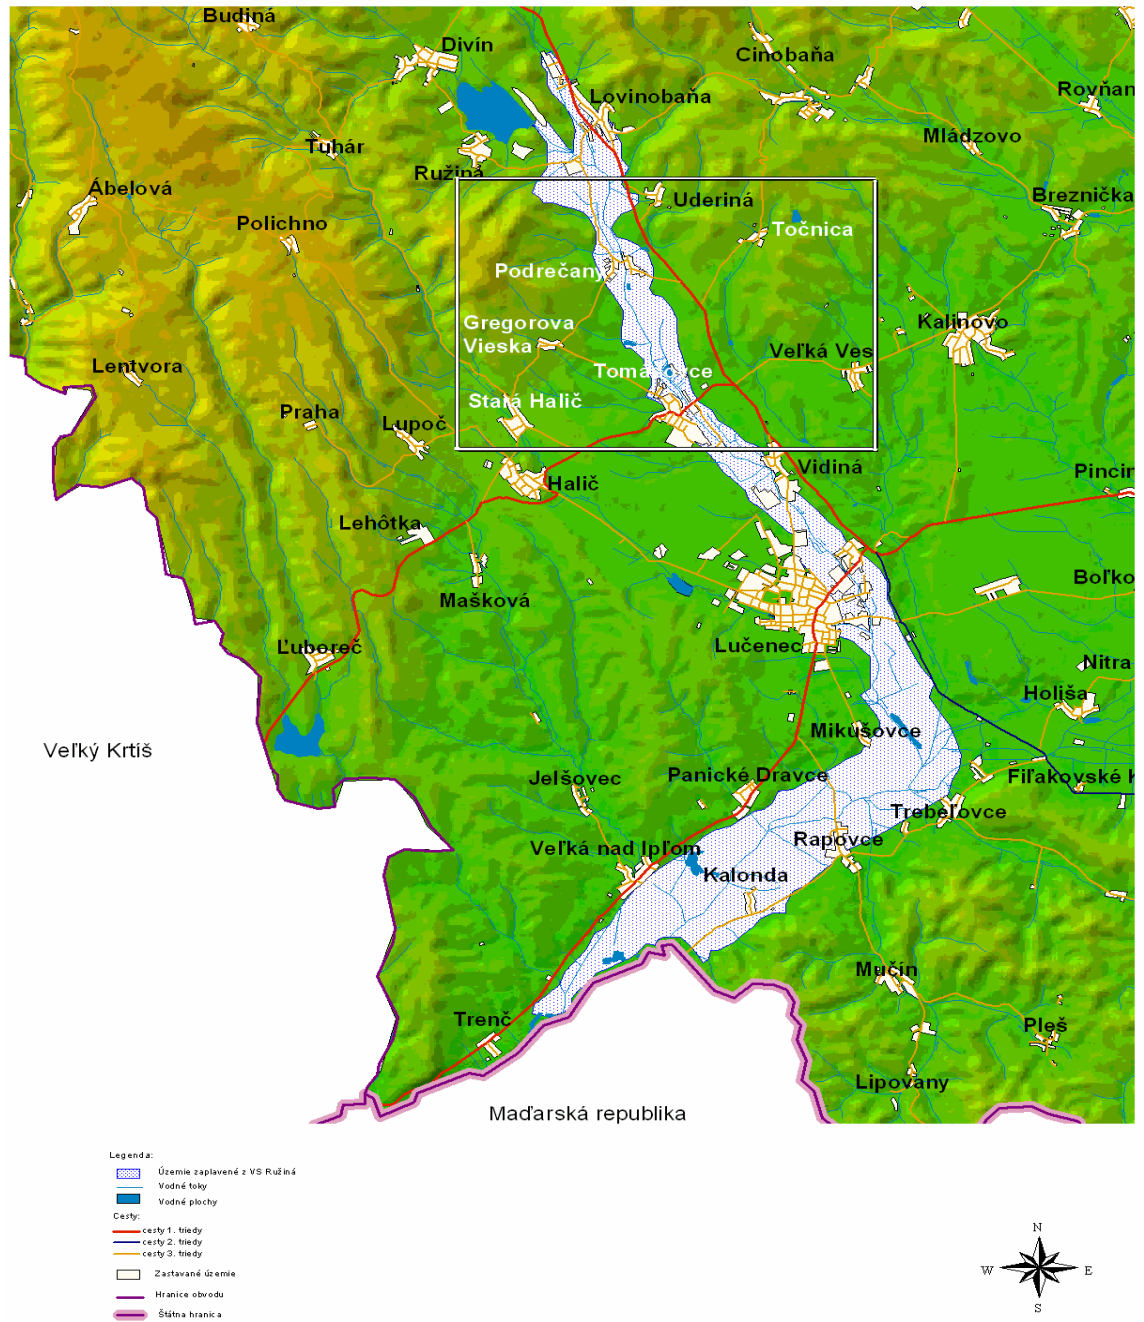 Budiná
Divín
Cinobaňa
Rovňan
Lovinobaňa
Mládzovo
Tuhár
Ružiná
Ábelová
Uderiná
Breznička
Polichno
Točnica
Podrečany
Gregorova
Vieska
Kalinovo
Veľká Ves
Lentvora
Tomášovce
Stará Halič
Praha
Lupoč
Vidiná
Pincin
Halič
Lehôtka
Boľko
Mašková
Lučenec
Ľuboreč
Nitra
Holiša
Mikušovce
Veľký Krtíš
Jelšovec
Panické Dravce
Fiľakovské K
Trebeľovce
Rapovce
Veľká nad Ipľom
Kalonda
Mučín
Trenč
Pleš
Lipovany
Maďarská republika
Legenda:
Územie zaplavené z VS Ružiná
Vodné toky
Vodné plochy
Cesty:
cesty 1. triedy
cesty 2. triedy
cesty 3. triedy
Zastavané územie
Hranice obvodu
Štátna hranica
N
W
E
S